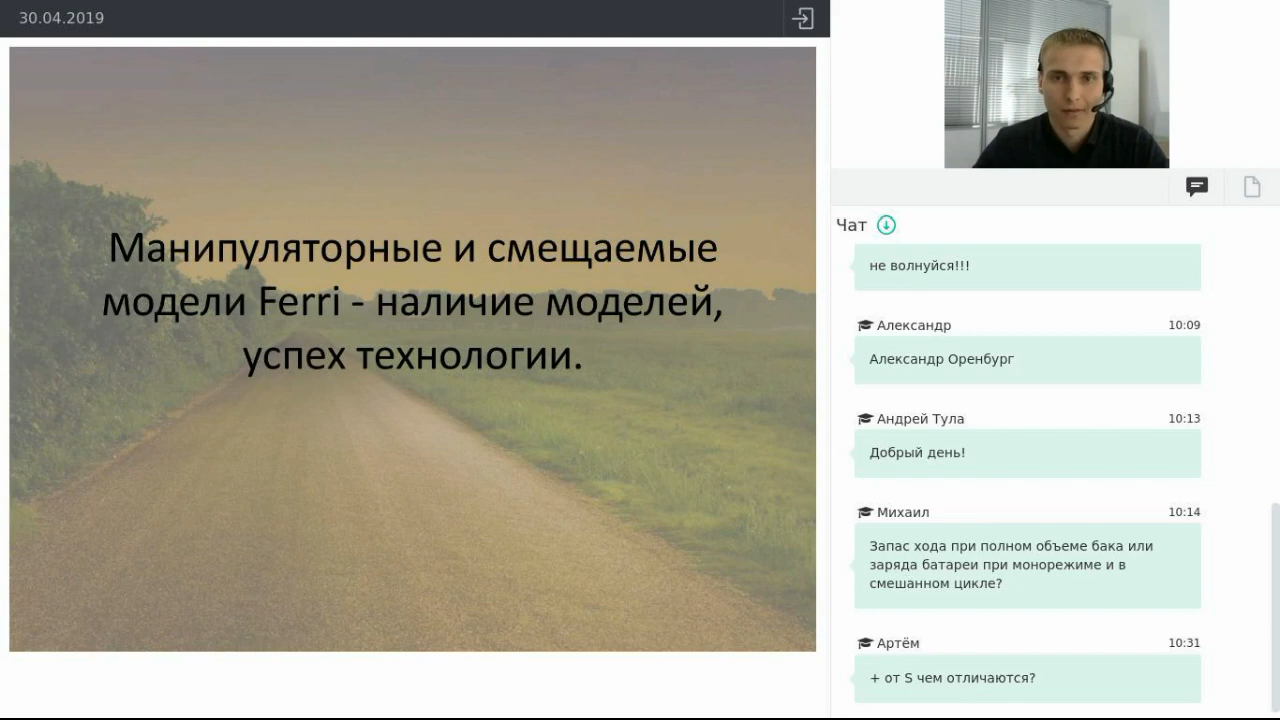 30.04.2019
Манипуляторные и смещаемые
модели Ferri - наличие моделей,
успех технологии.
Чат
не волнуйся!!!
Александр 10:09
Александр Оренбург
Андрей Тула 10:13
Добрый день!
Михаил 10:14
Запас хода при полном объеме бака или
заряда батареи при монорежиме и в
смешанном цикле?
Артём 10:31
+ от S чем отличаются?